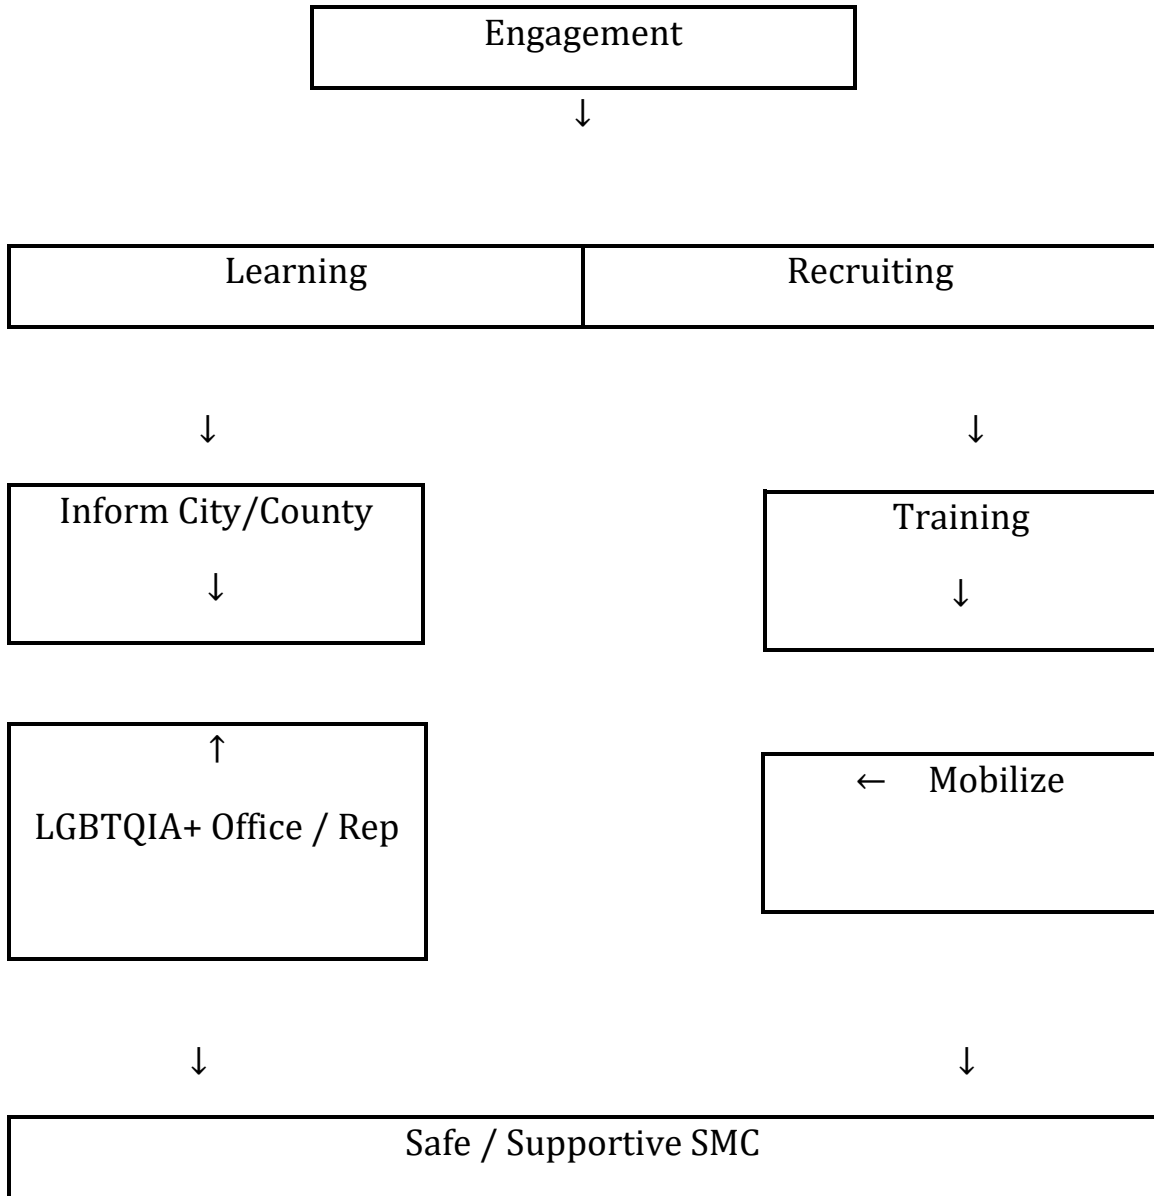 Engagement
↓
Learning
Recruiting
↓ ↓
Inform City/County
↓
Training
↓
↑
LGBTQIA+ Office / Rep
← Mobilize
↓ ↓
Safe / Supportive SMC